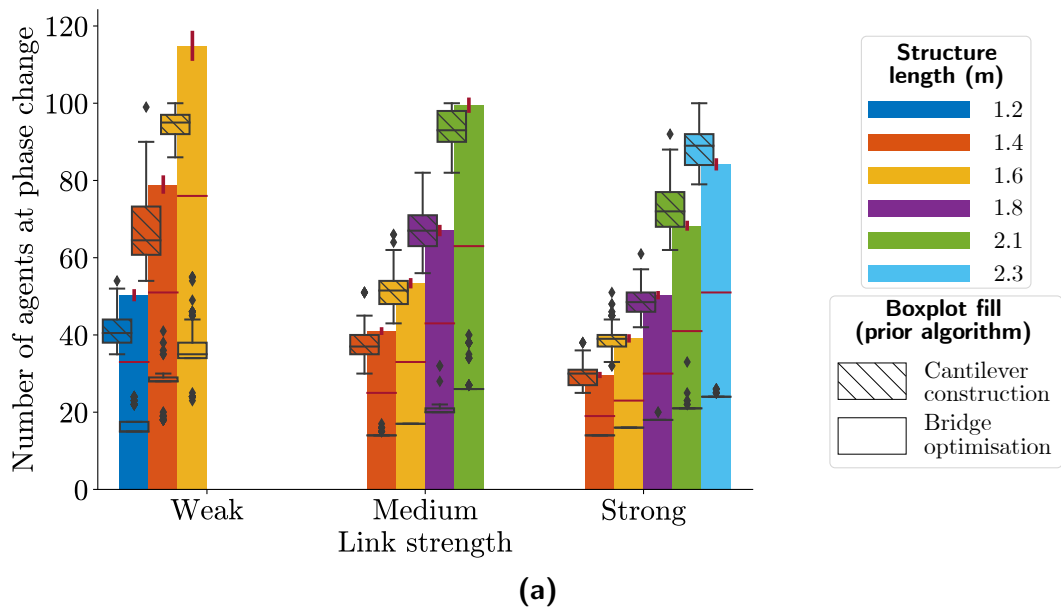 Number of agents at phase change
120
100
80
60
40
20
0
Weak
Medium
Strong
Link strength
(a)
Structure
length (m)
1.2
1.4
1.6
1.8
2.1
2.3
Boxplot fill
(prior algorithm)
Cantilever
construction
Bridge
optimisation